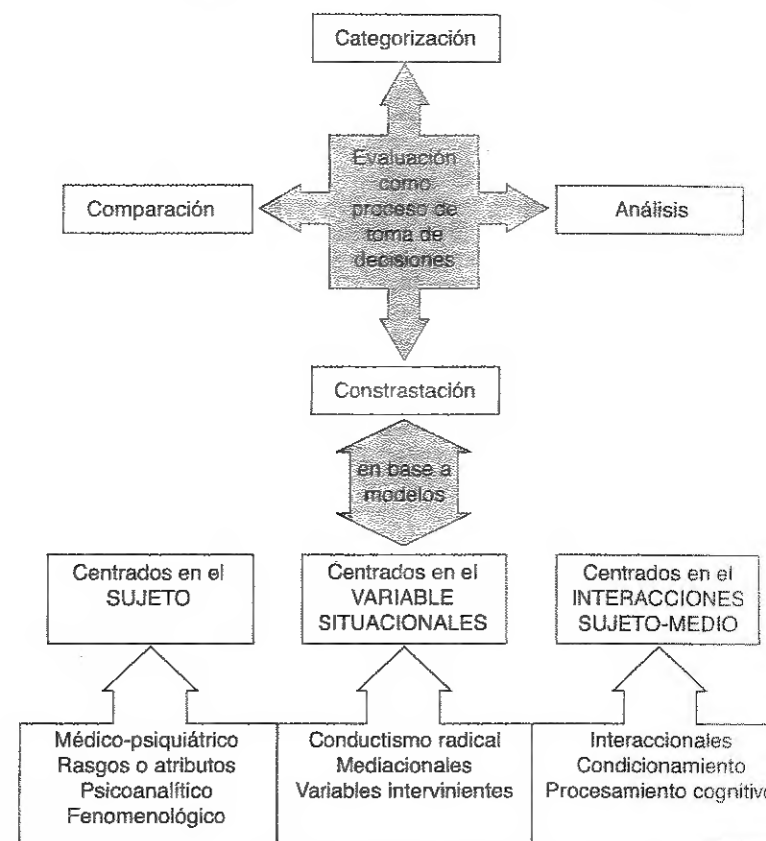 Categorización
Evaluación
como
proceso de
toma de
decisiones
Comparación
Análisis
Constrastación
en base a
modelos
Centrados en el
SUJETO
Centrados en el
VARIABLE
SITUACIONALES
Centrados en el
INTERACCIONES
SUJETO-MEDIO
Médico-psiquiátrico
Rasgos o atributos
Psicoanalítico
Fenomenológico
Conductismo radical
Mediacionales
Variables intervinientes
Interaccionales
Condicionamiento
Procesamiento cognitivo